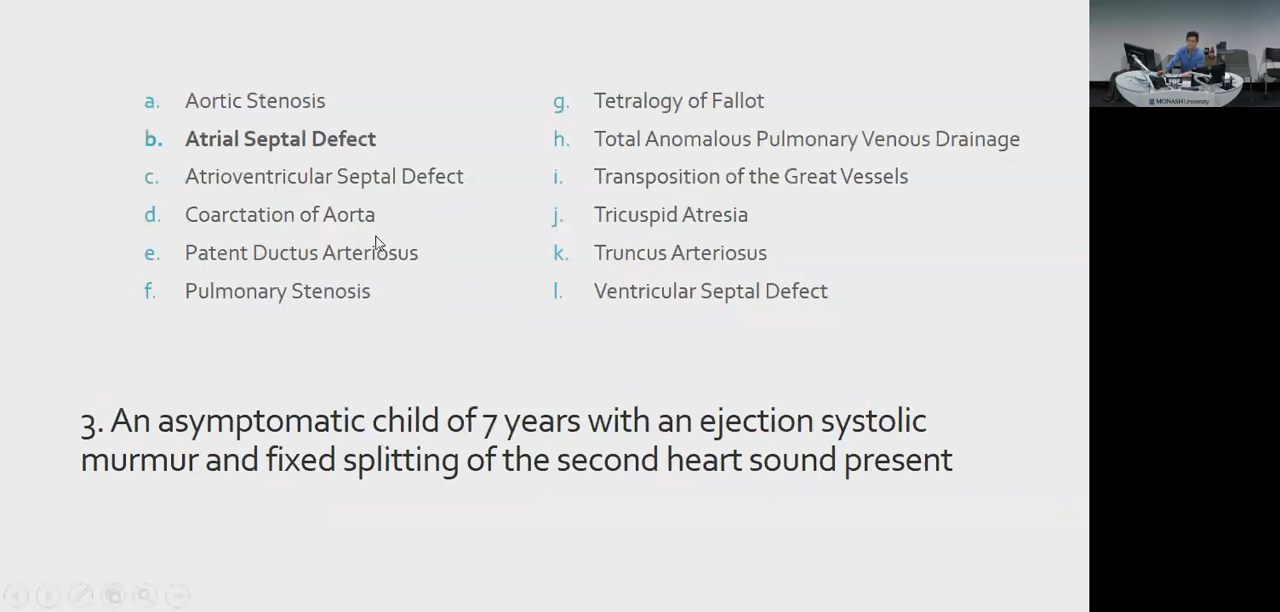 a. Aortic Stenosis
b. Atrial Septal Defect
c. Atrioventricular Septal Defect
d. Coarctation of Aorta
e. Patent Ductus Arteriosus
f. Pulmonary Stenosis
g. Tetralogy of Fallot
h. Total Anomalous Pulmonary Venous Drainage
i. Transposition of the Great Vessels
j. Tricuspid Atresia
k. Truncus Arteriosus
l. Ventricular Septal Defect
3. An asymptomatic child of 7 years with an ejection systolic
murmur and fixed splitting of the second heart sound present
MONASH University